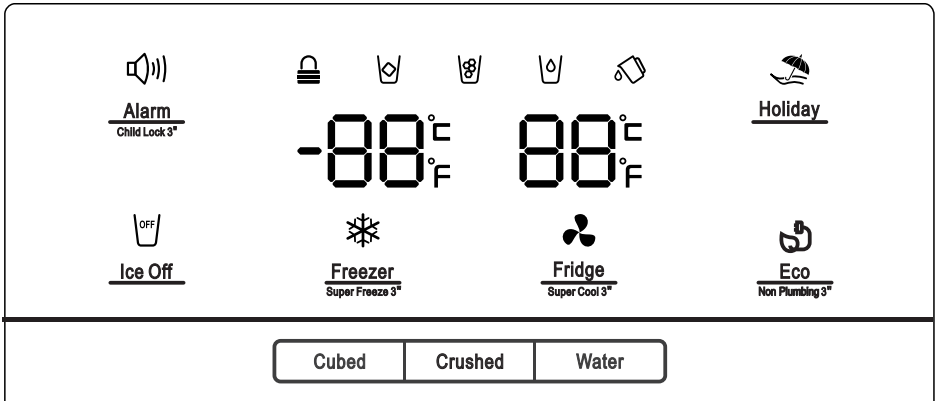 Alarm
Child Lock 3"
Holiday
-88°C
°F
88°C
°F
OFF
Ice Off
Freezer
Super Freeze 3"
Fridge
Super Cool 3"
Eco
Non Plumbing 3"
Cubed
Crushed
Water